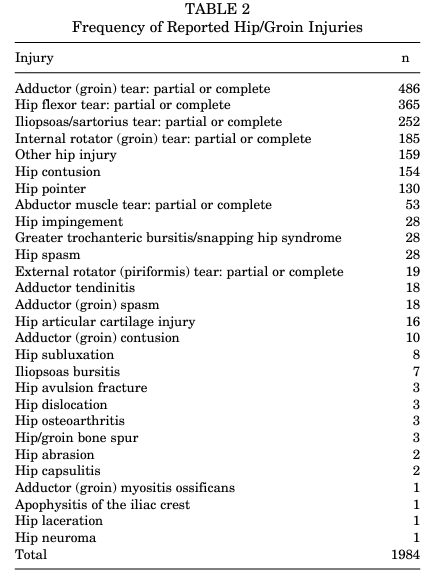 TABLE 2
Frequency of Reported Hip/Groin Injuries
Injury n
Adductor (groin) tear: partial or complete 486
Hip flexor tear: partial or complete 365
Iliopsoas/sartorius tear: partial or complete 252
Internal rotator (groin) tear: partial or complete 185
Other hip injury 159
Hip contusion 154
Hip pointer 130
Abductor muscle tear: partial or complete 53
Hip impingement 28
Greater trochanteric bursitis/snapping hip syndrome 28
Hip spasm 28
External rotator (piriformis) tear: partial or complete 19
Adductor tendinitis 18
Adductor (groin) spasm 18
Hip articular cartilage injury 16
Adductor (groin) contusion 10
Hip subluxation 8
Iliopsoas bursitis 7
Hip avulsion fracture 3
Hip dislocation 3
Hip osteoarthritis 3
Hip/groin bone spur 3
Hip abrasion 2
Hip capsulitis 2
Adductor (groin) myositis ossificans 1
Apophysitis of the iliac crest 1
Hip laceration 1
Hip neuroma 1
Total 1984